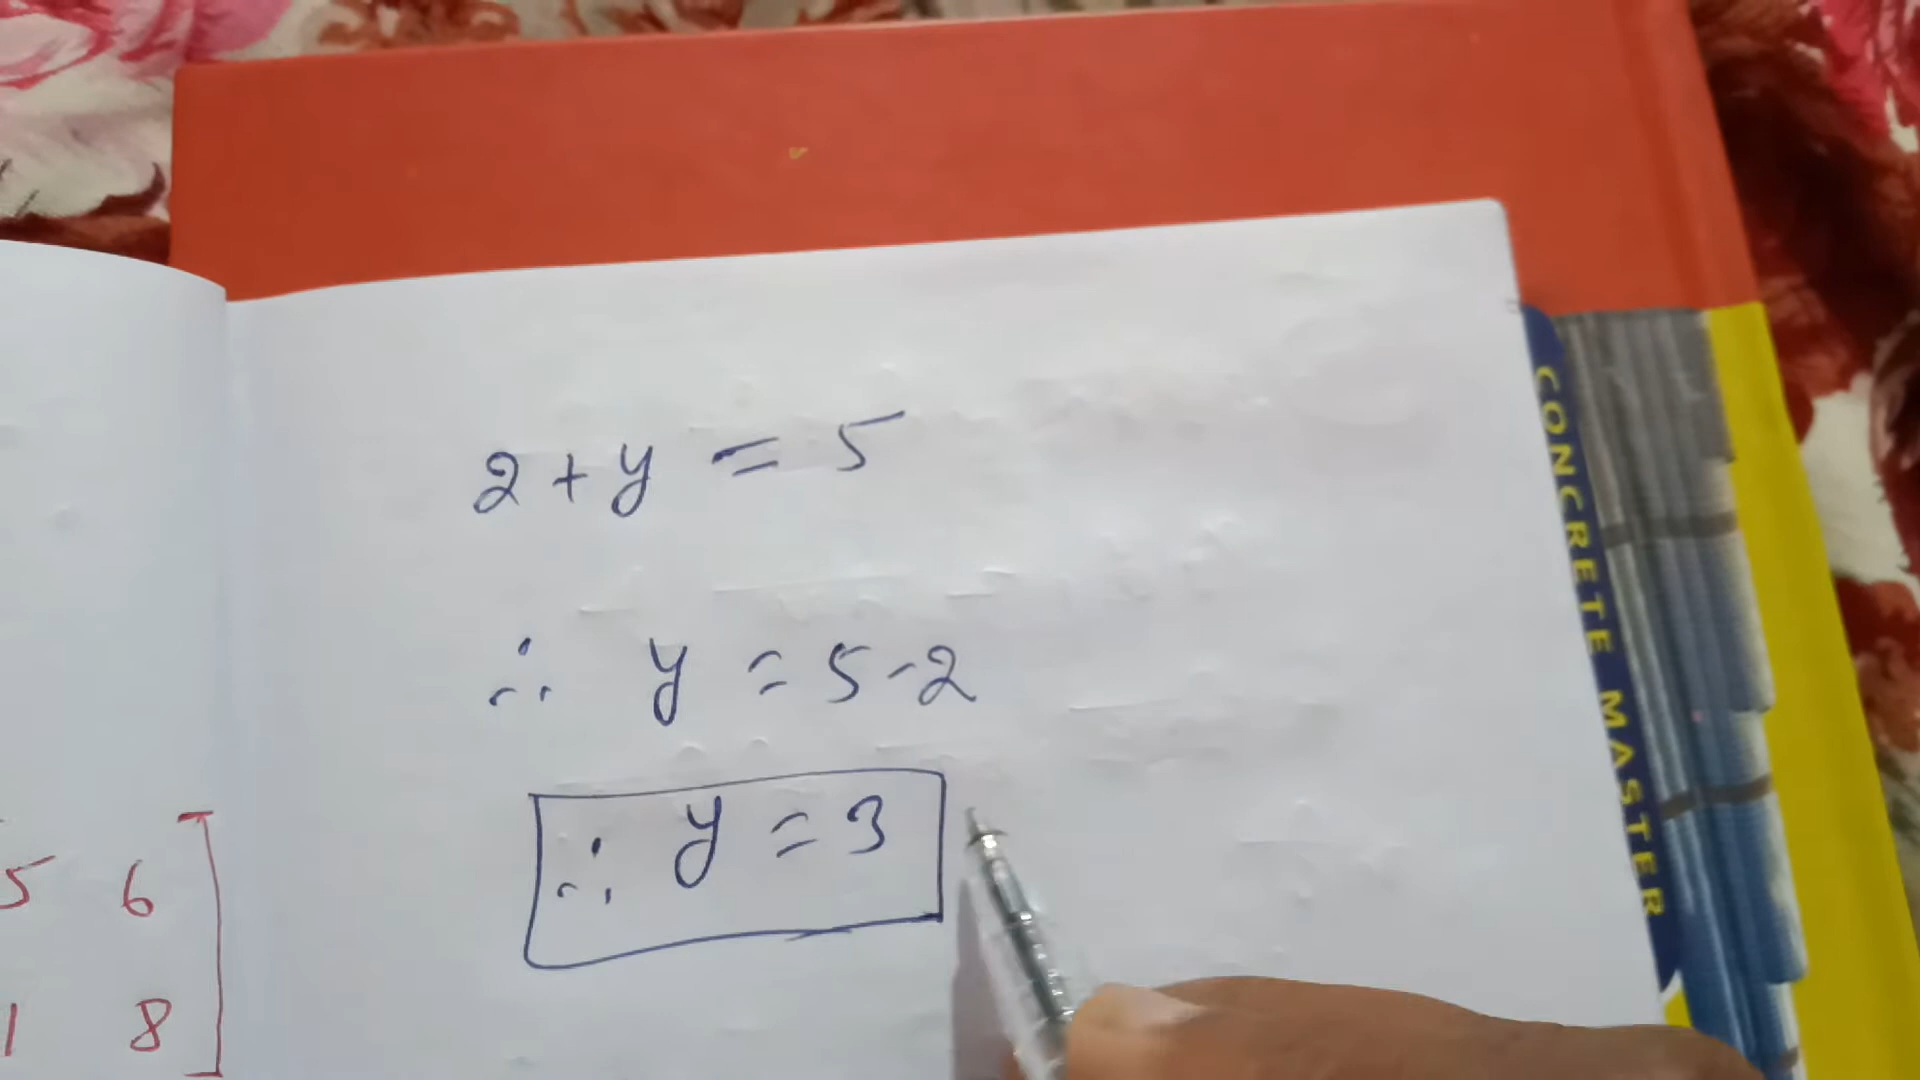 2 + y = 5
∴ y = 5 - 2
∴ y = 3
5 6
1 8
CONCRETE MASTER